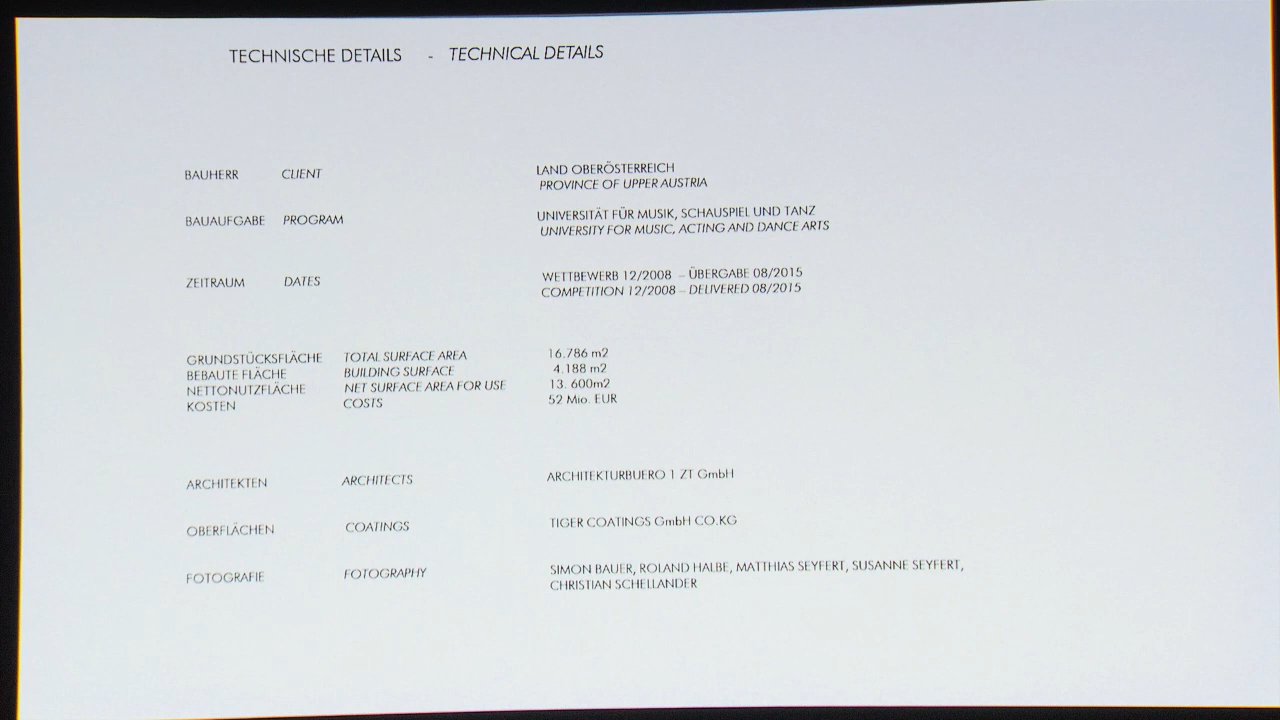 TECHNISCHE DETAILS - TECHNICAL DETAILS
BAUHERR CLIENT LAND OBERÖSTERREICH
PROVINCE OF UPPER AUSTRIA
BAUAUFGABE PROGRAM UNIVERSITÄT FÜR MUSIK, SCHAUSPIEL UND TANZ
UNIVERSITY FOR MUSIC, ACTING AND DANCE ARTS
ZEITRAUM DATES WETTBEWERB 12/2008 – ÜBERGABE 08/2015
COMPETITION 12/2008 – DELIVERED 08/2015
GRUNDSTÜCKSFLÄCHE TOTAL SURFACE AREA 16.786 m2
BEBAUTE FLÄCHE BUILDING SURFACE 4.188 m2
NETTONUTZFLÄCHE NET SURFACE AREA FOR USE 13. 600m2
KOSTEN COSTS 52 Mio. EUR
ARCHITEKTEN ARCHITECTS ARCHITEKTURBUERO 1 ZT GmbH
OBERFLÄCHEN COATINGS TIGER COATINGS GmbH CO.KG
FOTOGRAFIE FOTOGRAPHY SIMON BAUER, ROLAND HALBE, MATTHIAS SEYFERT, SUSANNE SEYFERT,
CHRISTIAN SCHELLANDER